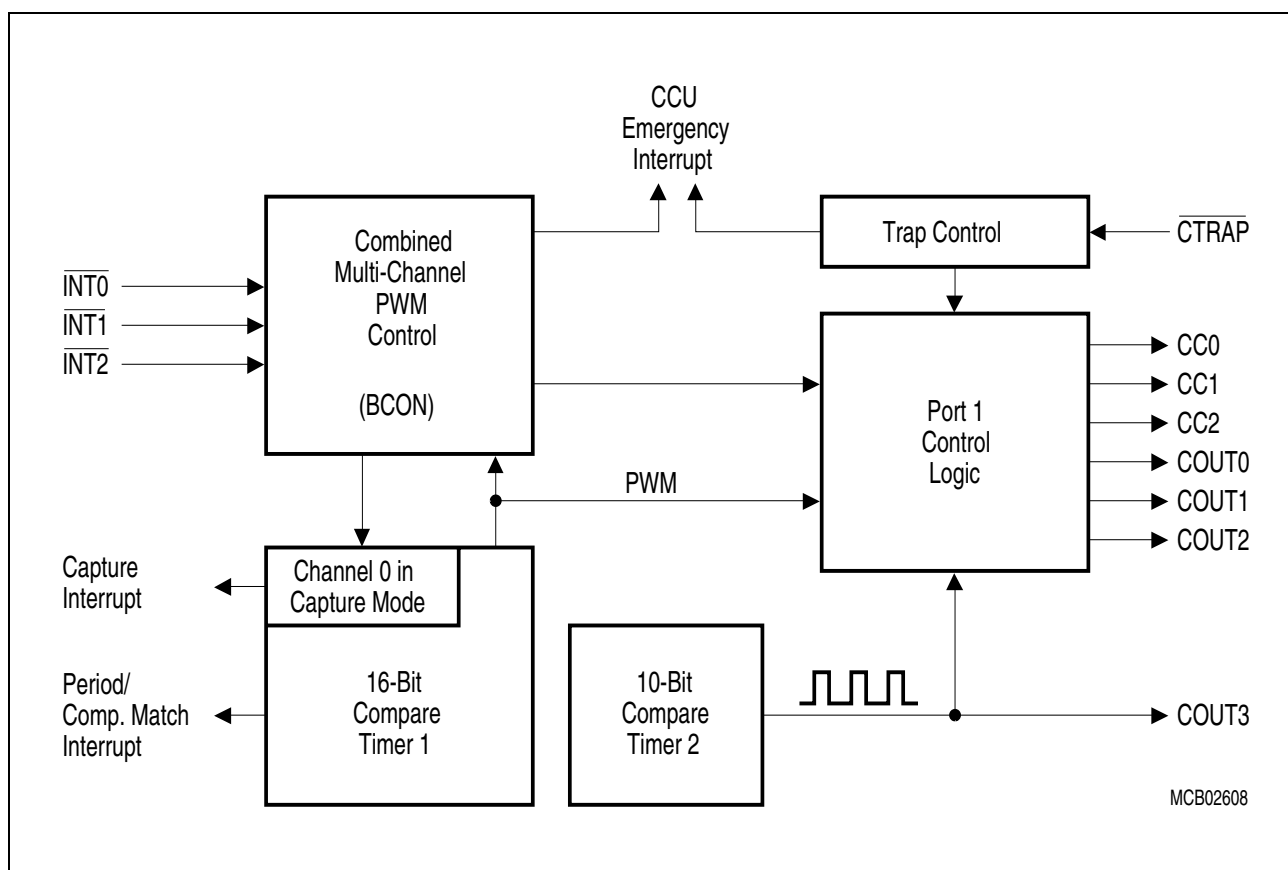 CCU
Emergency
Interrupt
Combined
Multi-Channel
PWM
Control
(BCON)
Trap Control
CTRAP
INT0
INT1
INT2
Port 1
Control
Logic
CC0
CC1
CC2
COUT0
COUT1
COUT2
PWM
Capture
Interrupt
Channel 0 in
Capture Mode
Period/
Comp. Match
Interrupt
16-Bit
Compare
Timer 1
10-Bit
Compare
Timer 2
COUT3
MCB02608